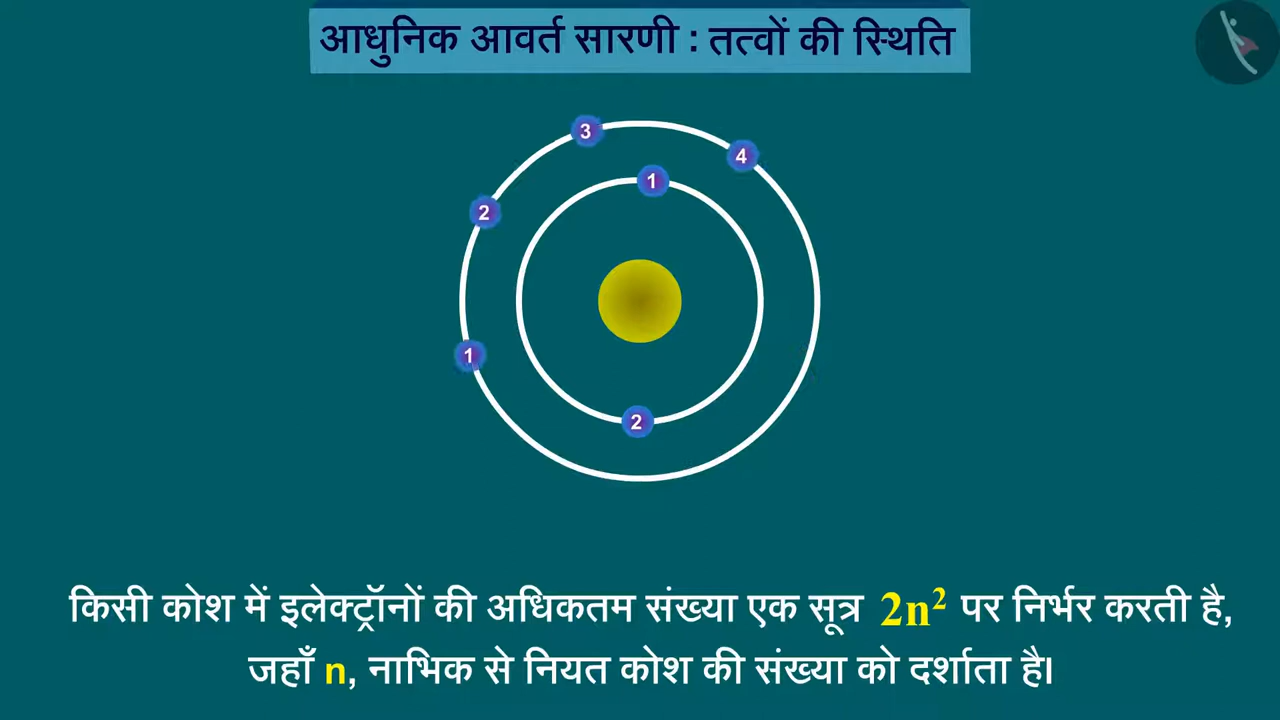 आधुनिक आवर्त सारणी : तत्वों की स्थिति
3
4
1
2
1
2
किसी कोश में इलेक्ट्रॉनों की अधिकतम संख्या एक सूत्र 2n² पर निर्भर करती है,
जहाँ n, नाभिक से नियत कोश की संख्या को दर्शाता है।